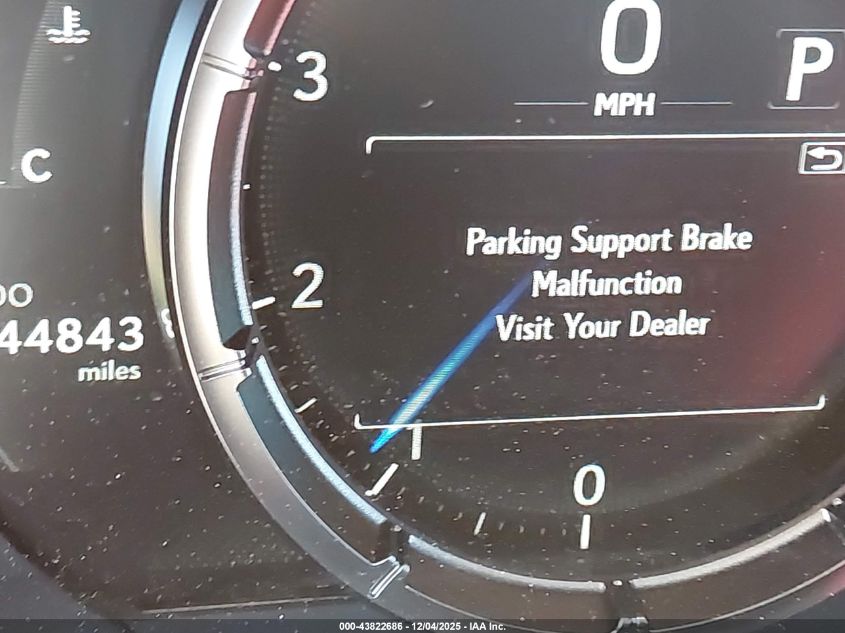 0
P
3
MPH
C
Parking Support Brake
Malfunction
Visit Your Dealer
2
44843
miles
1
0
000-43822686 - 12/04/2025 - IAA Inc.